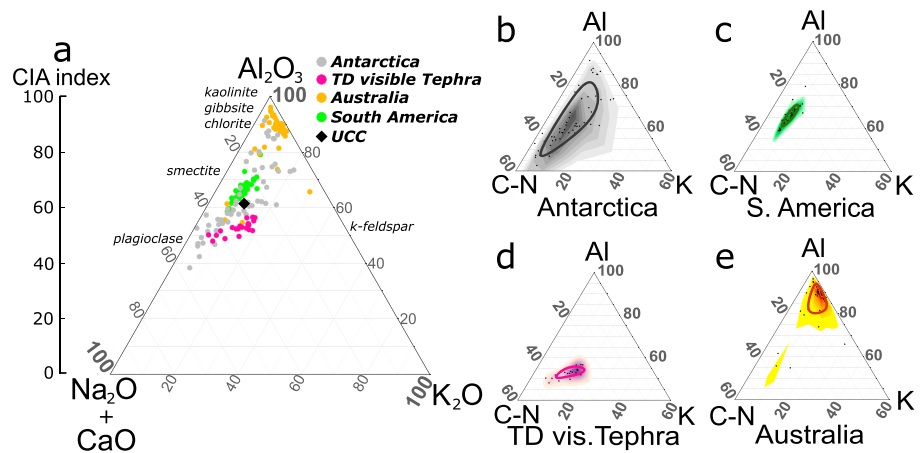 a
CIA index
100
80
60
40
20
0
Al₂O₃
100
kaolinite
gibbsite
chlorite
smectite
plagioclase
k-feldspar
80
60
40
20
40
60
80
100
20
40
60
80
100
Na₂O
+
CaO
K₂O
Antarctica
TD visible Tephra
Australia
South America
UCC
b
Al
100
20
80
40
60
60
C-N
20
40
K
Antarctica
c
Al
100
20
80
40
60
60
C-N
20
40
K
S. America
d
Al
100
20
80
40
60
60
C-N
20
40
K
TD vis.Tephra
e
Al
100
20
80
40
60
60
C-N
20
40
K
Australia